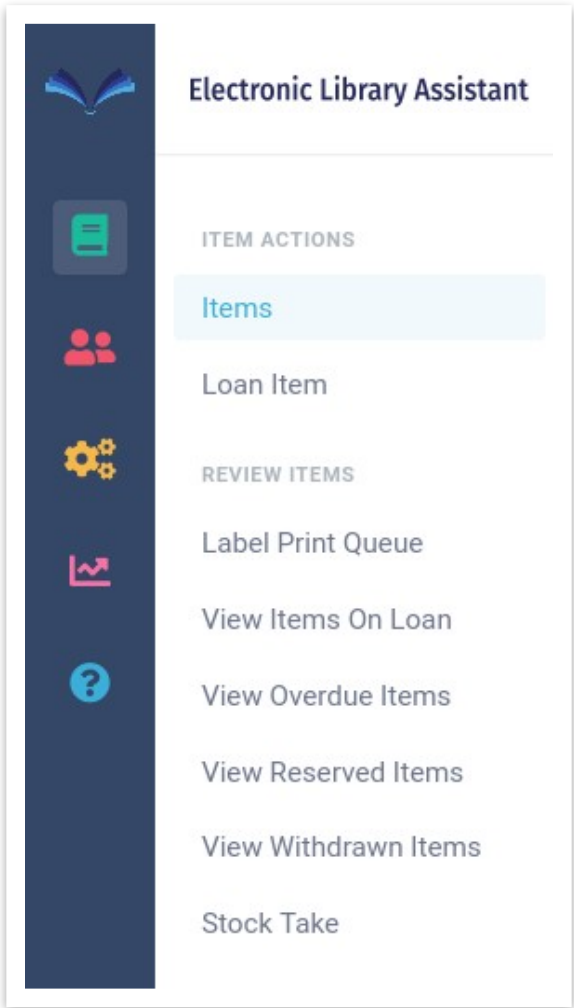 Electronic Library Assistant
ITEM ACTIONS
Items
Loan Item
REVIEW ITEMS
Label Print Queue
View Items On Loan
View Overdue Items
View Reserved Items
View Withdrawn Items
Stock Take
?